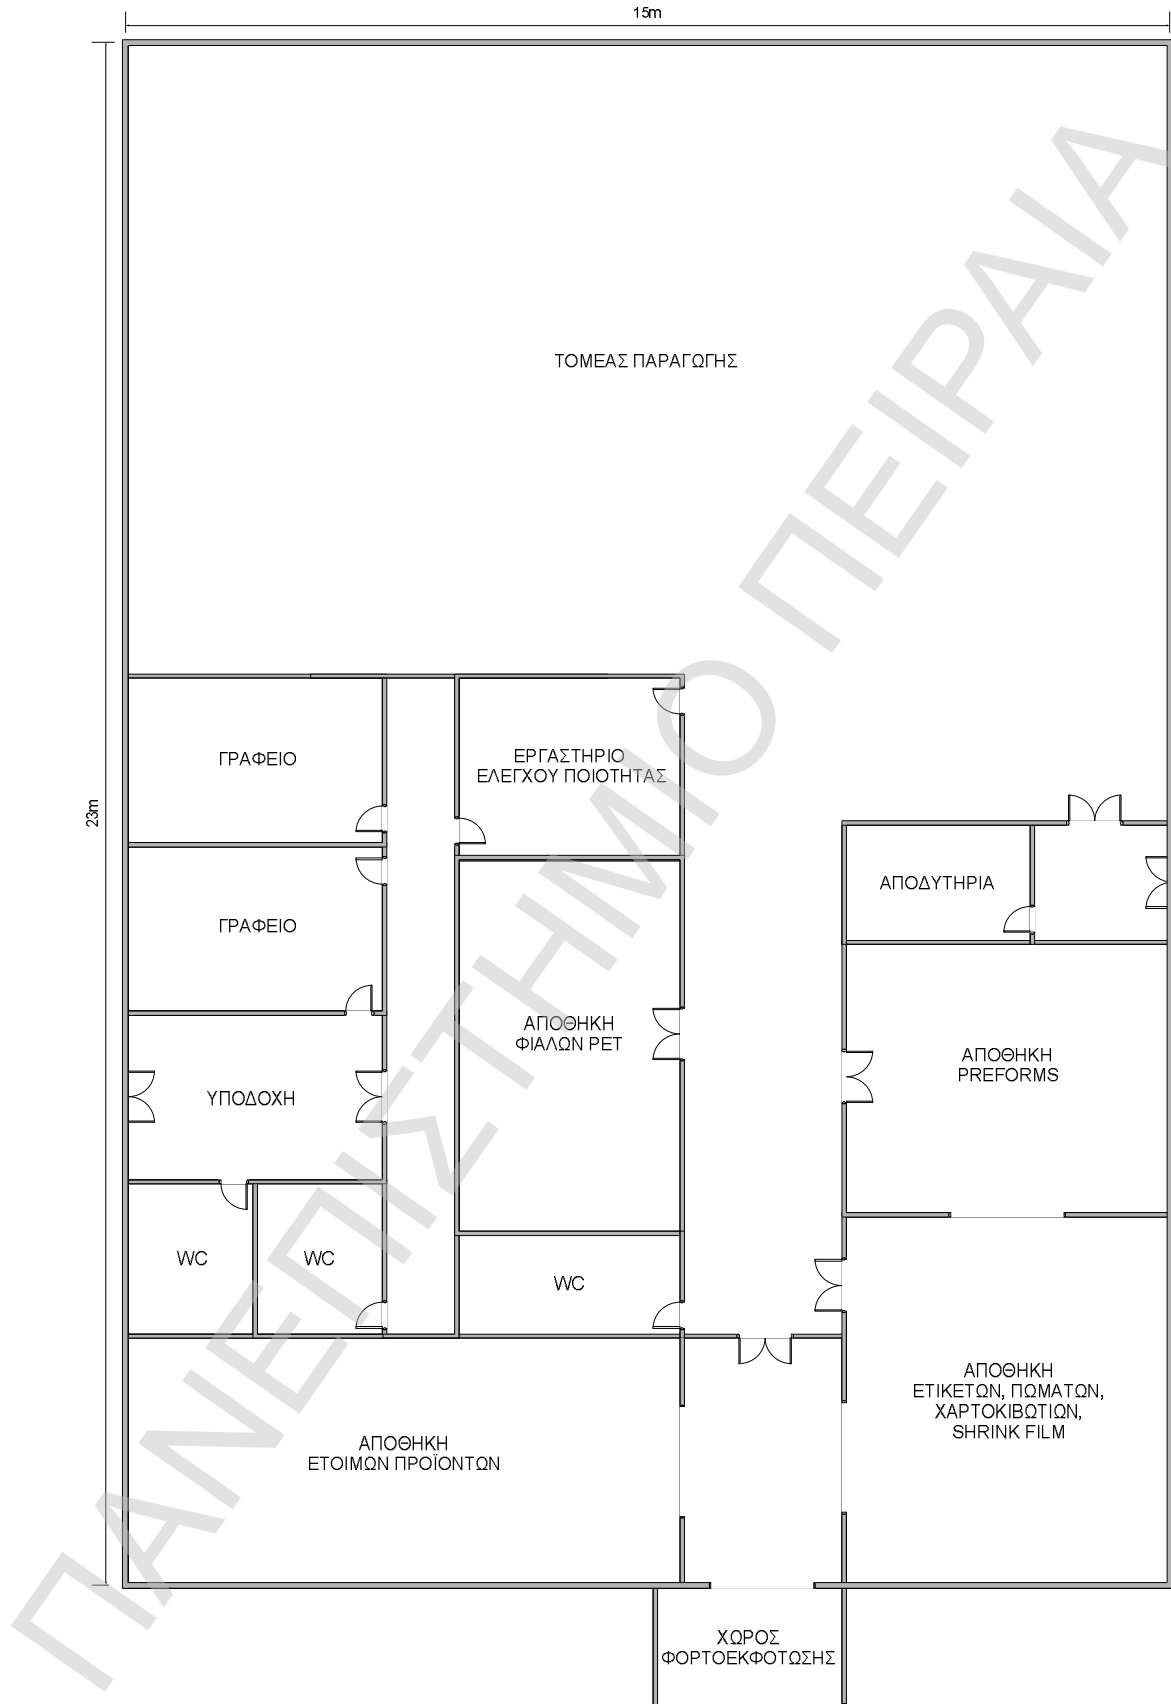 15m
ΤΟΜΕΑΣ ΠΑΡΑΓΩΓΗΣ
ΓΡΑΦΕΙΟ
ΕΡΓΑΣΤΗΡΙΟ
ΕΛΕΓΧΟΥ ΠΟΙΟΤΗΤΑΣ
23m
ΓΡΑΦΕΙΟ
ΑΠΟΔΥΤΗΡΙΑ
ΑΠΟΘΗΚΗ
ΦΙΑΛΩΝ PET
ΑΠΟΘΗΚΗ
PREFORMS
ΥΠΟΔΟΧΗ
WC
WC
WC
ΑΠΟΘΗΚΗ
ΕΤΙΚΕΤΩΝ, ΠΩΜΑΤΩΝ,
ΧΑΡΤΟΚΙΒΩΤΙΩΝ,
SHRINK FILM
ΑΠΟΘΗΚΗ
ΕΤΟΙΜΩΝ ΠΡΟΪΟΝΤΩΝ
ΧΩΡΟΣ
ΦΟΡΤΟΕΚΦΟΤΩΣΗΣ
ΠΑΝΕΠΙΣΤΗΜΙΟ ΠΕΙΡΑΙΑ